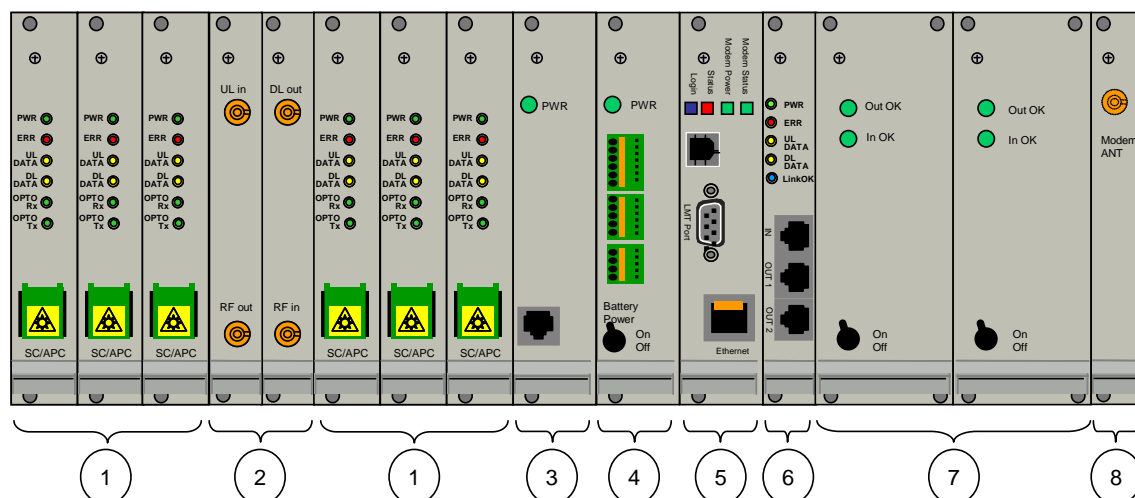 PWR
ERR
UL DATA
DL DATA
OPTO Rx
OPTO Tx
SC/APC
PWR
ERR
UL DATA
DL DATA
OPTO Rx
OPTO Tx
SC/APC
PWR
ERR
UL DATA
DL DATA
OPTO Rx
OPTO Tx
SC/APC
UL in
RF out
DL out
RF in
PWR
ERR
UL DATA
DL DATA
OPTO Rx
OPTO Tx
SC/APC
PWR
ERR
UL DATA
DL DATA
OPTO Rx
OPTO Tx
SC/APC
PWR
ERR
UL DATA
DL DATA
OPTO Rx
OPTO Tx
SC/APC
PWR
PWR
Battery
Power
On
Off
Login
Status
Modem Power
Modem Status
LMT Port
Ethernet
PWR
ERR
UL DATA
DL DATA
LinkOK
IN
OUT 1
OUT 2
Out OK
In OK
On
Off
Out OK
In OK
On
Off
Modem
ANT
1
2
1
3
4
5
6
7
8